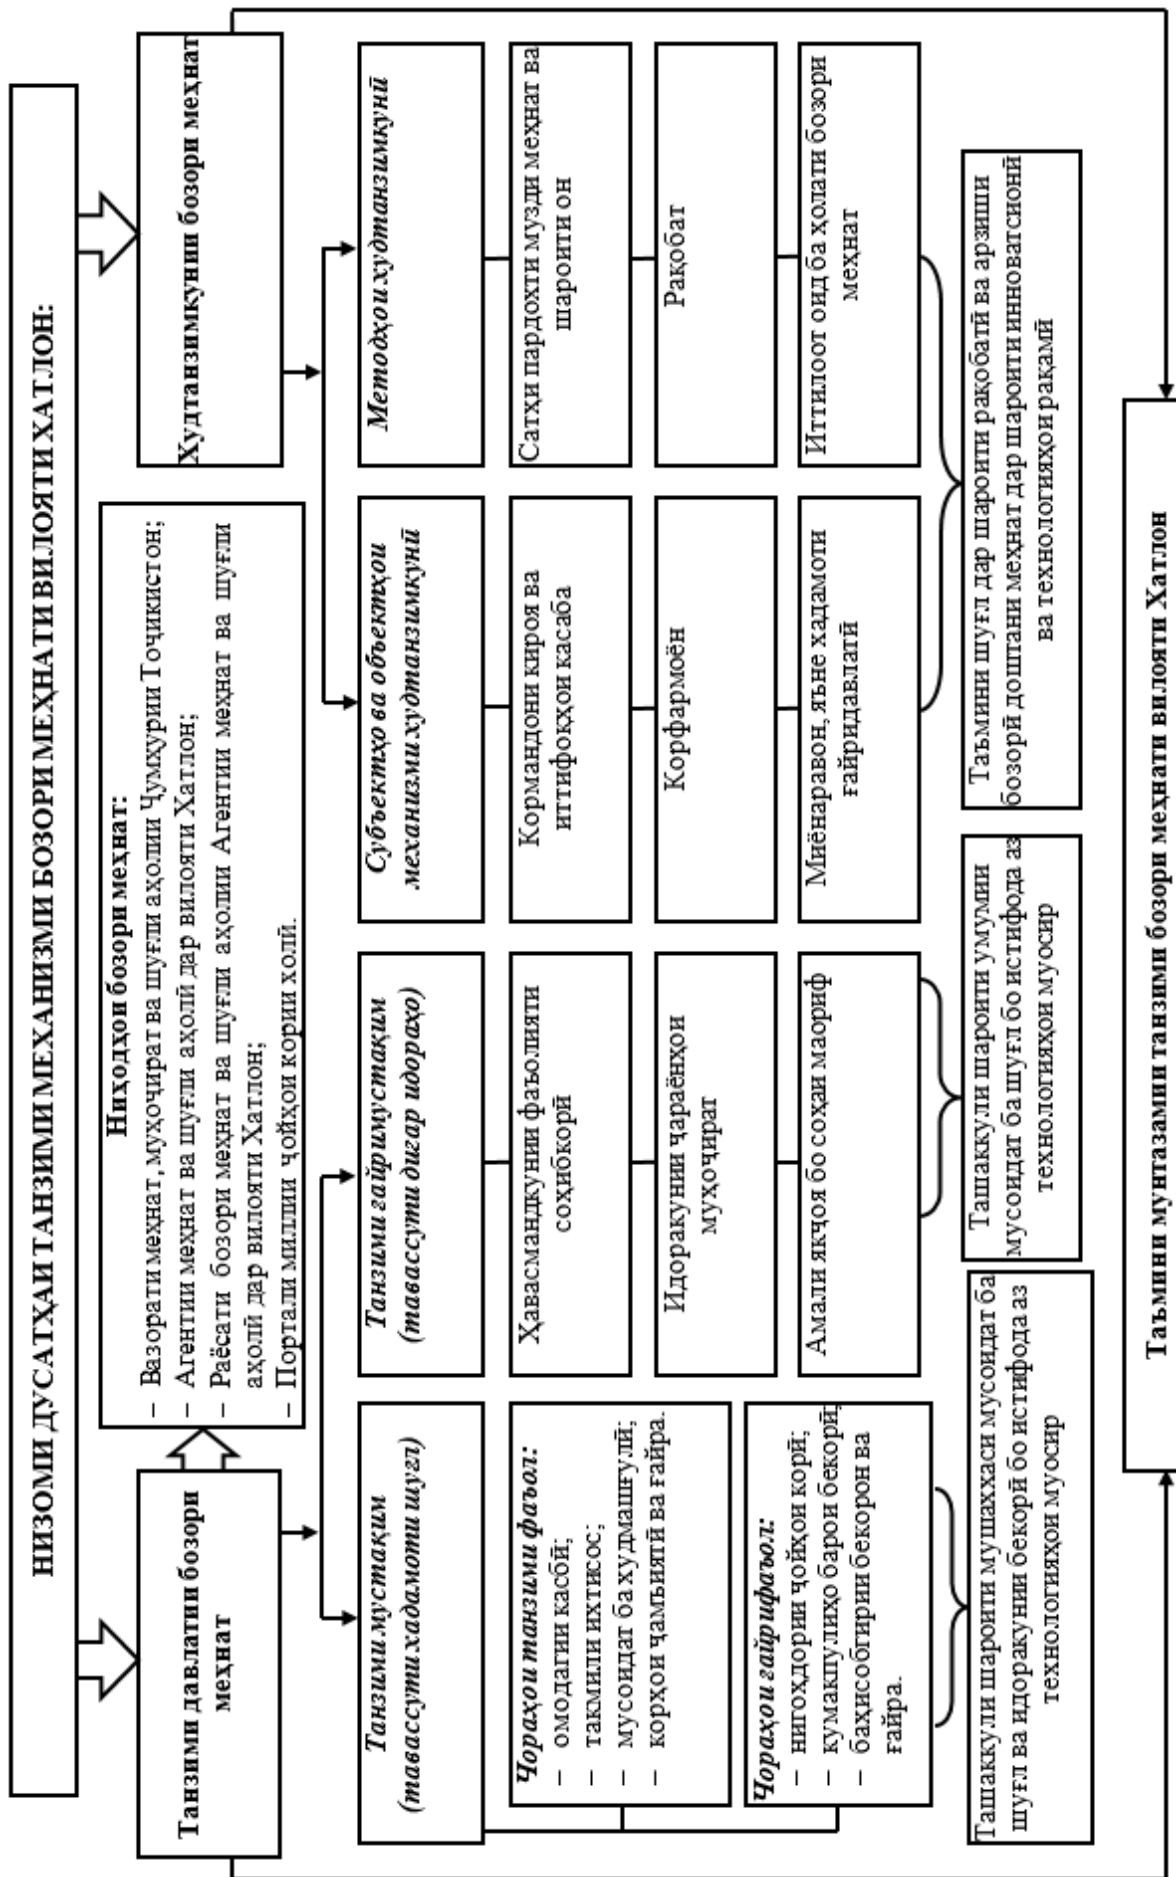 НИЗОМИ ДУСАТҲАИ ТАНЗИМИ МЕХАНИЗМИ БОЗОРИ МЕҲНАТИ ВИЛОЯТИ ХАТЛОН:
Танзими давлатии бозори
меҳнат
Ниҳодҳои бозори меҳнат:
– Вазорати меҳнат, муҳоҷират ва шуғли аҳолии Ҷумҳурии Тоҷикистон;
– Агентии меҳнат ва шуғли аҳолӣ дар вилояти Хатлон;
– Раёсати бозори меҳнат ва шуғли аҳолии Агентии меҳнат ва шуғли
аҳолӣ дар вилояти Хатлон;
– Портали миллии ҷойҳои кории холӣ.
Худтанзимкунии бозори меҳнат
Танзими мустақим
(тавассути хадамоти шуғл)
Чораҳои танзими фаъол:
– омодагии касбӣ;
– такмили ихтисос;
– мусоидат ба худмашғулӣ;
– корҳои ҷамъиятӣ ва ғайра.
Чораҳои ғайрифаъол:
– нигоҳдории ҷойҳои корӣ;
– кумакпулиҳо барои бекорӣ;
– баҳисобгирии бекорон ва
ғайра.
Ташаккули шароити мушаххаси мусоидат ба
шуғл ва идоракунии бекорӣ бо истифода аз
технологияҳои муосир
Танзими ғайримустақим
(тавассути дигар идораҳо)
Ҳавасмандкунии фаъолияти
соҳибкорӣ
Идоракунии ҷараёнҳои
муҳоҷират
Амали якҷоя бо соҳаи маориф
Ташаккули шароити умумии
мусоидат ба шуғл бо истифода аз
технологияҳои муосир
Субъектҳо ва объектҳои
механизми худтанзимкунӣ
Кормандони кироя ва
иттифоқҳои касаба
Корфармоён
Миёнаравон, яъне хадамоти
ғайридавлатӣ
Методҳои худтанзимкунӣ
Сатҳи пардохти музди меҳнат ва
шароити он
Рақобат
Иттилоот оид ба ҳолати бозори
меҳнат
Таъмини шуғл дар шароити рақобатӣ ва арзиши
бозорӣ доштани меҳнат дар шароити инноватсионӣ
ва технологияҳои рақамӣ
Таъмини мунтазамии танзими бозори меҳнати вилояти Хатлон